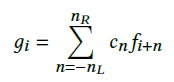 g_i = \sum_{n=-n_L}^{n_R} c_n f_{i+n}